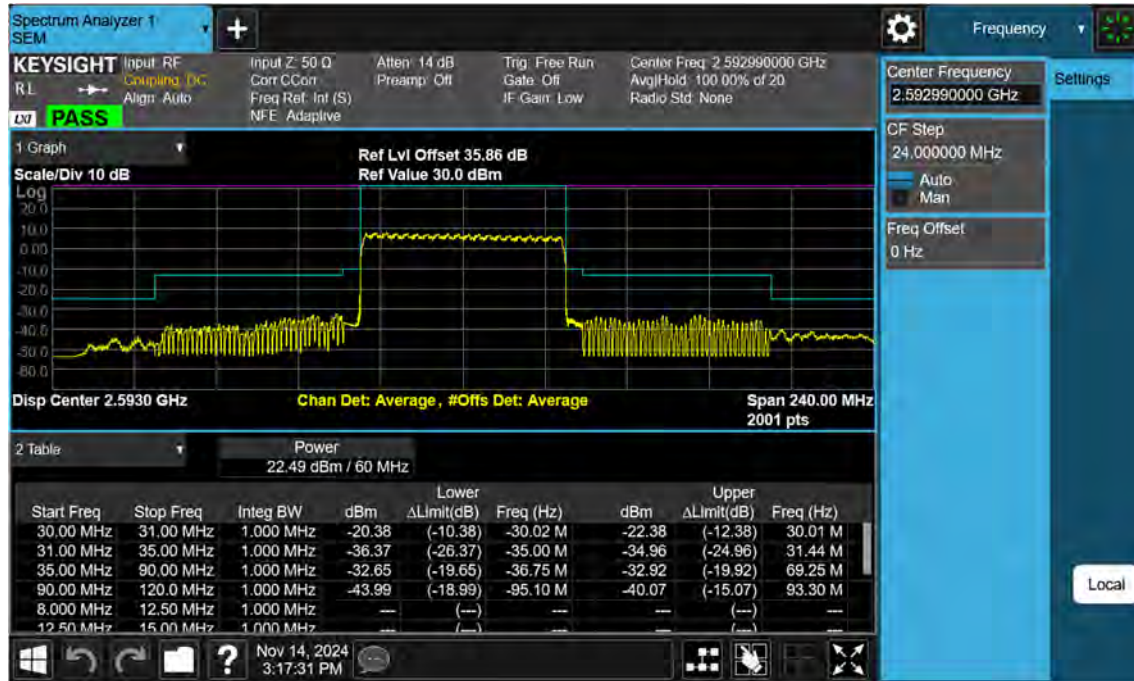 Spectrum Analyzer 1
SEM
Frequency
KEYSIGHT
RL
LXI
PASS
Input: RF
Coupling: DC
Align: Auto
Input Z: 50 Ω
Corr CCorr
Freq Ref: Int (S)
NFE: Adaptive
Atten: 14 dB
Preamp: Off
Trig: Free Run
Gate: Off
IF Gain: Low
Center Freq: 2.592990000 GHz
Avg|Hold: 100.00% of 20
Radio Std: None
Center Frequency
2.592990000 GHz
Settings
CF Step
24.000000 MHz
Auto
Man
Freq Offset
0 Hz
1 Graph
Scale/Div 10 dB
Ref Lvl Offset 35.86 dB
Ref Value 30.0 dBm
Log
20.0
10.0
0.00
-10.0
-20.0
-30.0
-40.0
-50.0
-60.0
Disp Center 2.5930 GHz
Chan Det: Average, #Offs Det: Average
Span 240.00 MHz
2001 pts
2 Table
Power
22.49 dBm / 60 MHz
Lower Upper
Start Freq Stop Freq Integ BW dBm ΔLimit(dB) Freq (Hz) dBm ΔLimit(dB) Freq (Hz)
30.00 MHz 31.00 MHz 1.000 MHz -20.38 (-10.38) -30.02 M -22.38 (-12.38) 30.01 M
31.00 MHz 35.00 MHz 1.000 MHz -36.37 (-26.37) -35.00 M -34.96 (-24.96) 31.44 M
35.00 MHz 90.00 MHz 1.000 MHz -32.65 (-19.65) -36.75 M -32.92 (-19.92) 69.25 M
90.00 MHz 120.0 MHz 1.000 MHz -43.99 (-18.99) -95.10 M -40.07 (-15.07) 93.30 M
8.000 MHz 12.50 MHz 1.000 MHz --- (---) --- --- (---) ---
12.50 MHz 15.00 MHz 1.000 MHz --- (---) --- --- (---) ---
Local
?
Nov 14, 2024
3:17:31 PM